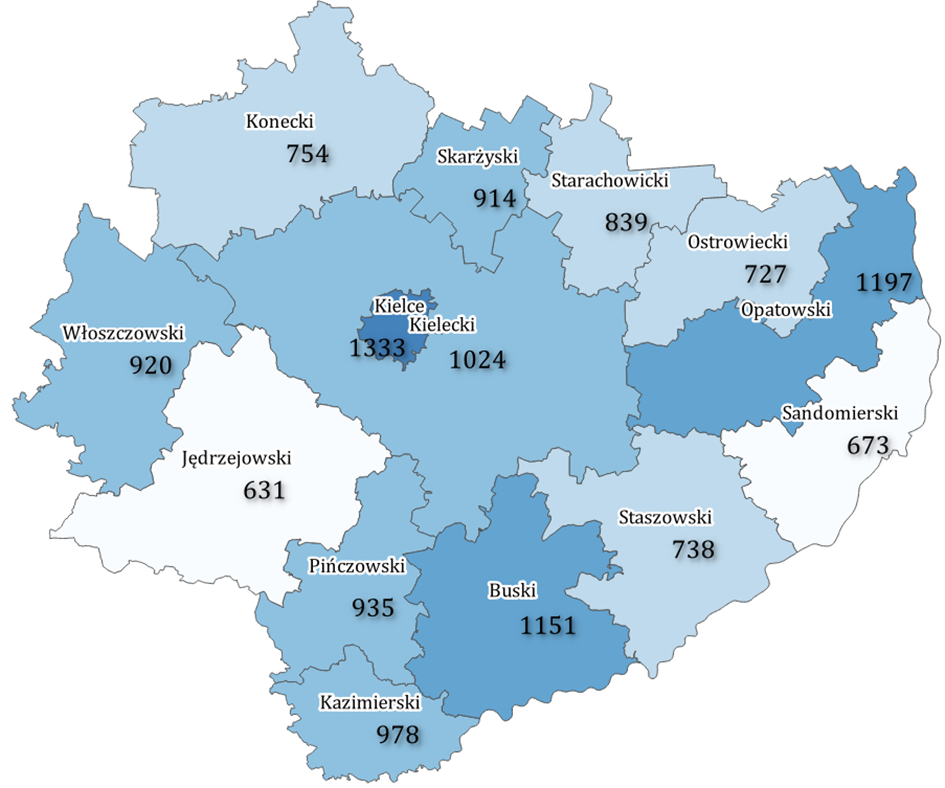 Konecki
754
Skarżyski
914
Starachowicki
839
Ostrowiecki
727
1197
Opatowski
Kielce
Kielecki
1333
1024
Włoszczowski
920
Sandomierski
673
Jędrzejowski
631
Staszowski
738
Pińczowski
935
Buski
1151
Kazimierski
978